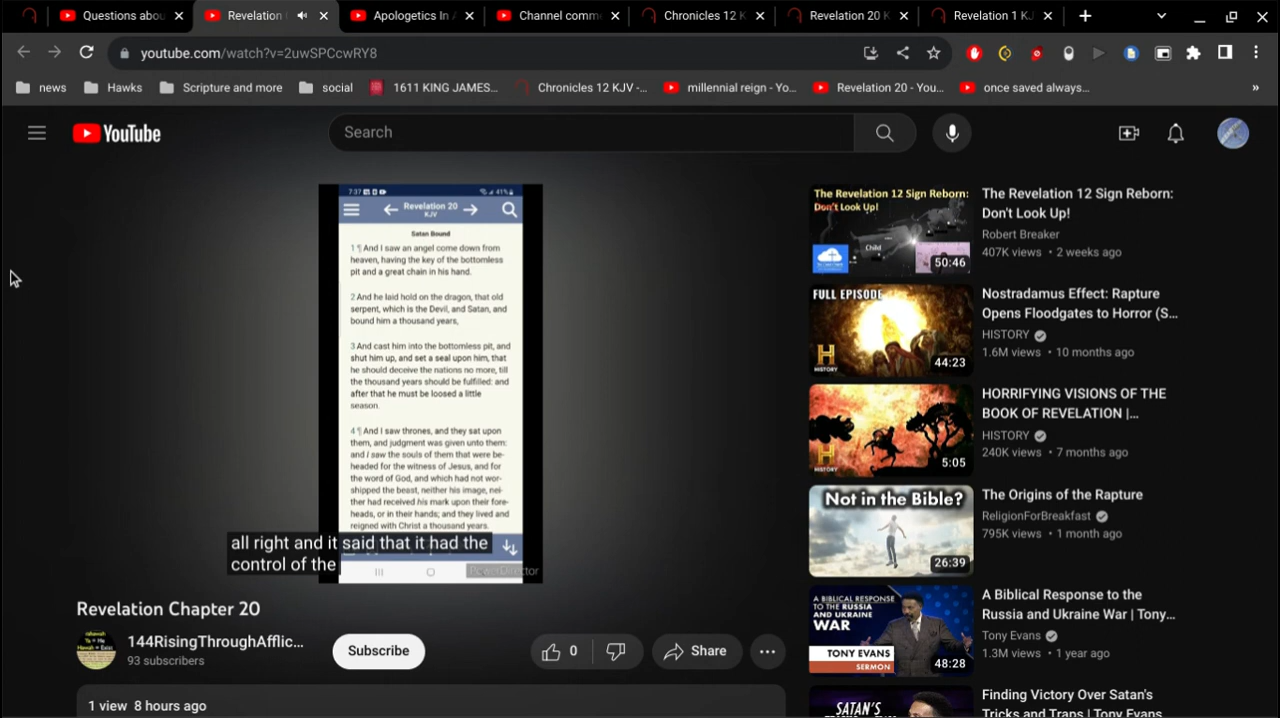 Questions abou
Revelation
Apologetics In A
Channel comme
Chronicles 12 K
Revelation 20 K
Revelation 1 KJ
youtube.com/watch?v=2uwSPCcwRY8
news
Hawks
Scripture and more
social
1611 KING JAMES...
Chronicles 12 KJV -...
millennial reign - Yo...
Revelation 20 - You...
once saved always...
YouTube
Search
7:37
41%
Revelation 20
KJV
Satan Bound
1 ¶ And I saw an angel come down from
heaven, having the key of the bottomless
pit and a great chain in his hand.
2 And he laid hold on the dragon, that old
serpent, which is the Devil, and Satan, and
bound him a thousand years,
3 And cast him into the bottomless pit, and
shut him up, and set a seal upon him, that
he should deceive the nations no more, till
the thousand years should be fulfilled: and
after that he must be loosed a little
season.
4 ¶ And I saw thrones, and they sat upon
them, and judgment was given unto them:
and I saw the souls of them that were be-
headed for the witness of Jesus, and for
the word of God, and which had not wor-
shipped the beast, neither his image, nei-
ther had received his mark upon their fore-
heads, or in their hands; and they lived and
reigned with Christ a thousand years.
all right and it said that it had the
control of the
PowerDirector
Revelation Chapter 20
144RisingThroughAfflic...
93 subscribers
Subscribe
0
Share
1 view 8 hours ago
The Revelation 12 Sign Reborn:
Don't Look Up!
Child
50:46
The Revelation 12 Sign Reborn:
Don't Look Up!
Robert Breaker
407K views • 2 weeks ago
FULL EPISODE
HISTORY
44:23
Nostradamus Effect: Rapture
Opens Floodgates to Horror (S...
HISTORY
1.6M views • 10 months ago
HISTORY
5:05
HORRIFYING VISIONS OF THE
BOOK OF REVELATION |...
HISTORY
240K views • 7 months ago
Not in the Bible?
26:39
The Origins of the Rapture
ReligionForBreakfast
795K views • 1 month ago
A BIBLICAL RESPONSE
TO THE RUSSIA
AND UKRAINE
WAR
TONY EVANS
SERMON
48:28
A Biblical Response to the
Russia and Ukraine War | Tony...
Tony Evans
1.3M views • 1 year ago
SATAN'S
Finding Victory Over Satan's
Tricks and Traps | Tony Evans